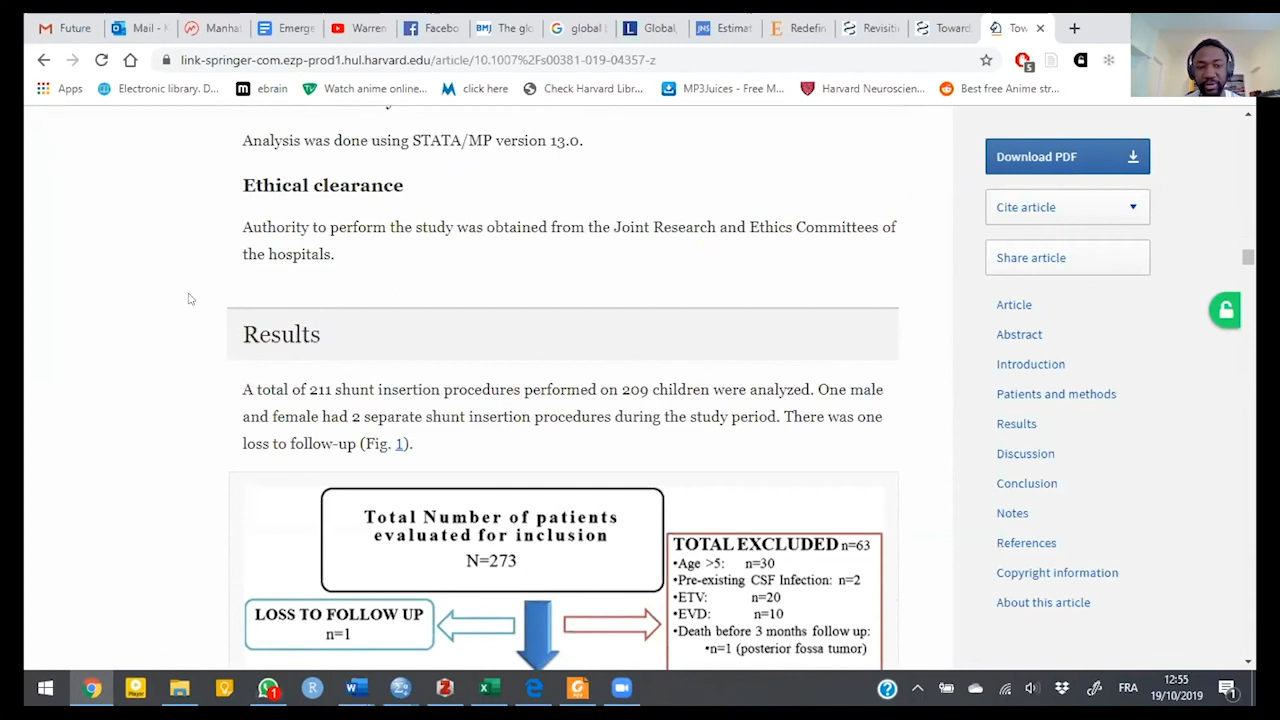 Future
Mail - K
Manha
Emerge
Warren
Facebo
The glo
global
Global,
Estimat
Redefin
Revisiti
Toward
Tow
link-springer-com.ezp-prod1.hul.harvard.edu/article/10.1007%2Fs00381-019-04357-z
5
Apps
Electronic library. D...
ebrain
Watch anime online...
click here
Check Harvard Libr...
MP3Juices - Free M...
Harvard Neuroscien...
Best free Anime str...
Analysis was done using STATA/MP version 13.0.
Ethical clearance
Authority to perform the study was obtained from the Joint Research and Ethics Committees of
the hospitals.
Results
A total of 211 shunt insertion procedures performed on 209 children were analyzed. One male
and female had 2 separate shunt insertion procedures during the study period. There was one
loss to follow-up (Fig. 1).
Total Number of patients
evaluated for inclusion
N=273
LOSS TO FOLLOW UP
n=1
TOTAL EXCLUDED n=63
•Age >5: n=30
•Pre-existing CSF Infection: n=2
•ETV: n=20
•EVD: n=10
•Death before 3 months follow up:
•n=1 (posterior fossa tumor)
Download PDF
Cite article
Share article
Article
Abstract
Introduction
Patients and methods
Results
Discussion
Conclusion
Notes
References
Copyright information
About this article
FRA
12:55
19/10/2019